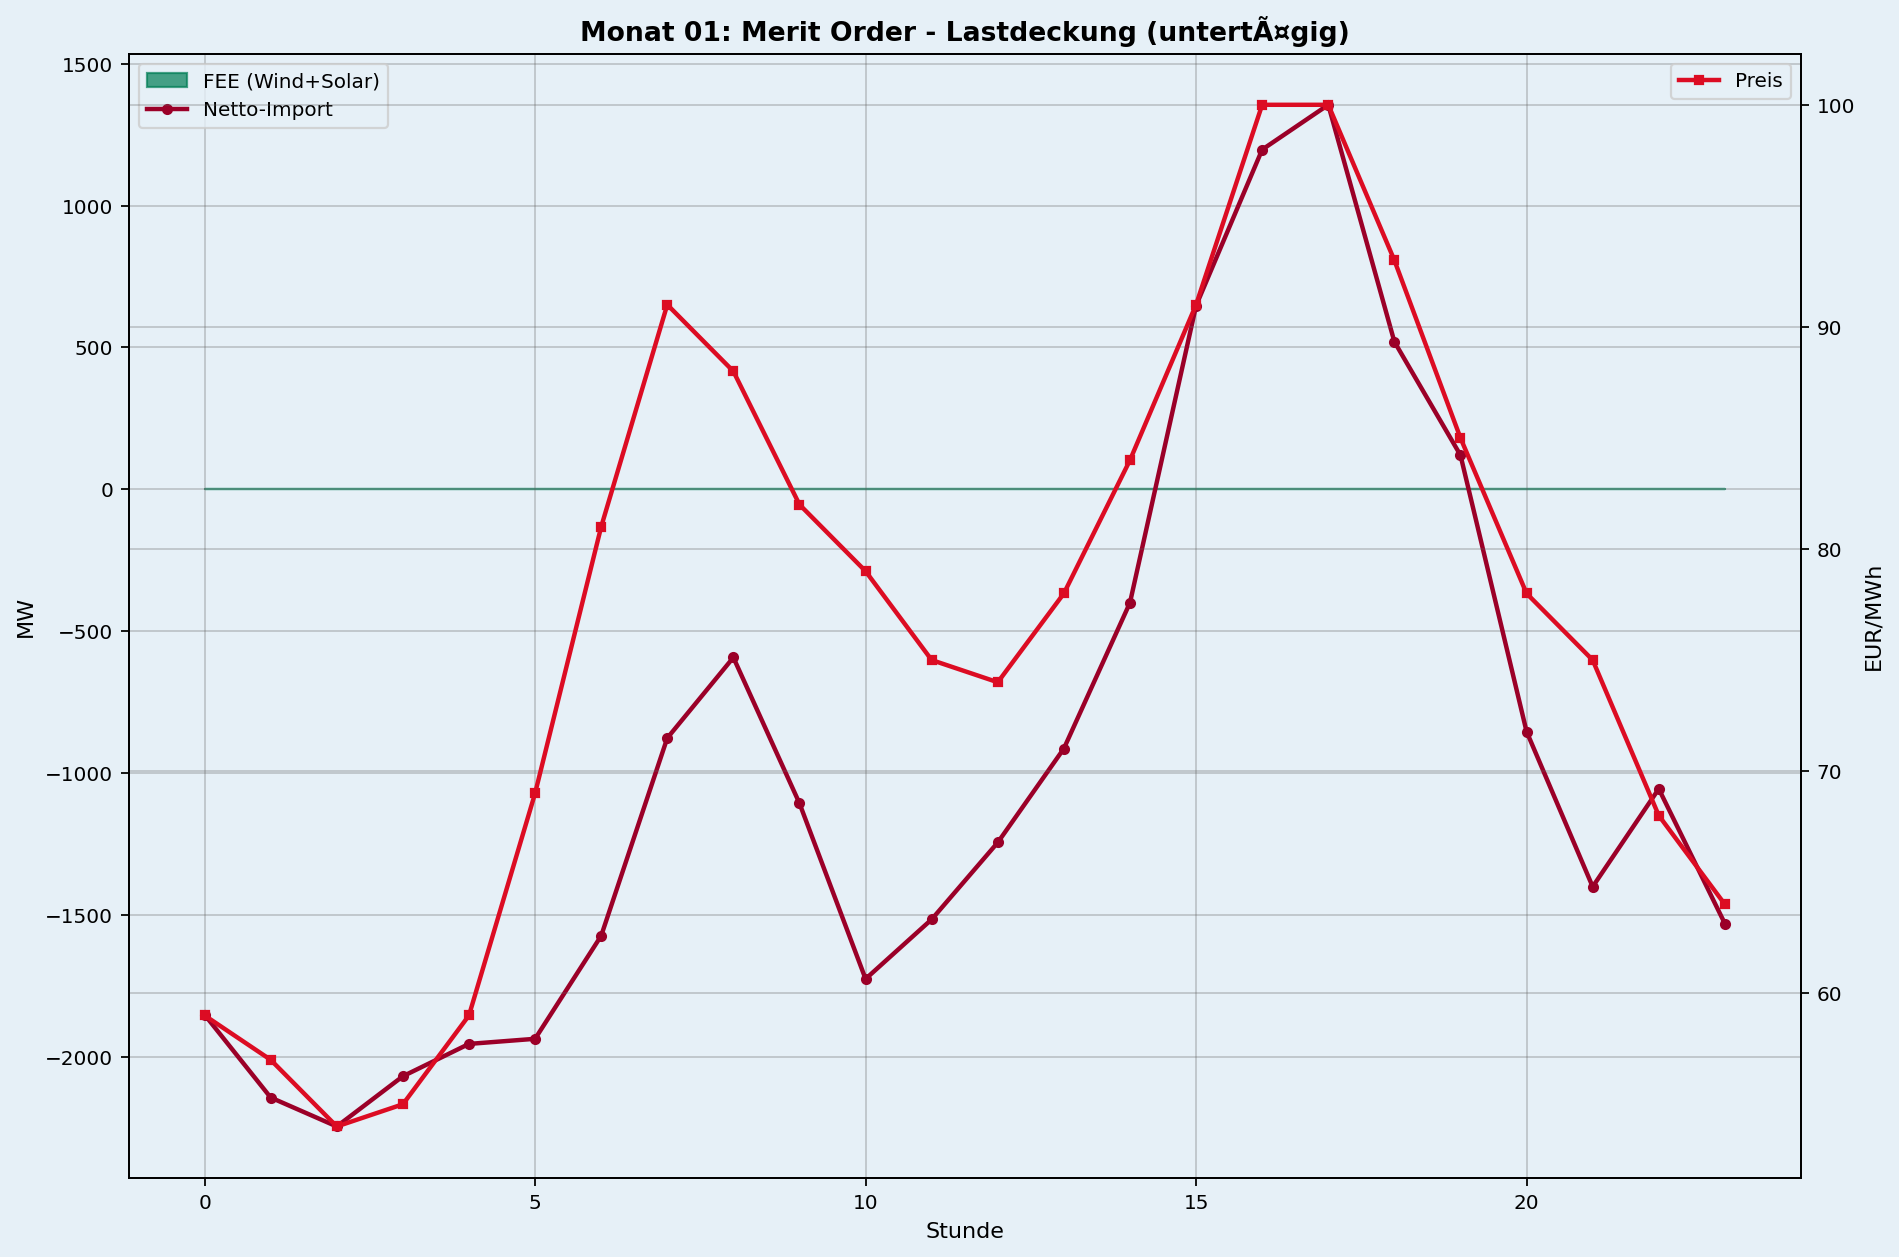 Monat 01: Merit Order - Lastdeckung (untertÃ¤gig)
FEE (Wind+Solar)
Netto-Import
Preis
1500
1000
500
0
−500
−1000
−1500
−2000
MW
100
90
80
70
60
EUR/MWh
0 5 10 15 20
Stunde